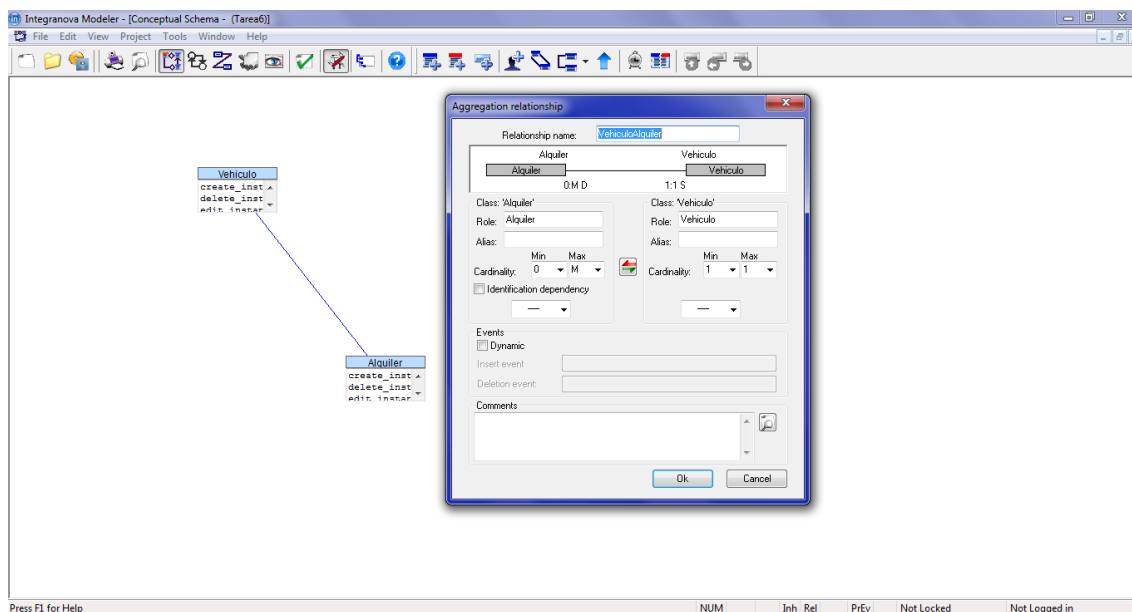 Integranova Modeler - [Conceptual Schema - (Tarea6)]
File Edit View Project Tools Window Help
Aggregation relationship
Relationship name: VehiculoAlquiler
Alquiler Vehiculo
Alquiler Vehiculo
0:M D 1:1 S
Class: 'Alquiler' Class: 'Vehiculo'
Role: Alquiler Role: Vehiculo
Alias: Alias:
Min Max Min Max
Cardinality: 0 M Cardinality: 1 1
Identification dependency
Events
Dynamic
Insert event
Deletion event:
Comments
Ok Cancel
Vehiculo
create_inst
delete_inst
edit_instar
Alquiler
create_inst
delete_inst
edit_instar
Press F1 for Help NUM Inh Rel PrEv Not Locked Not Logged in